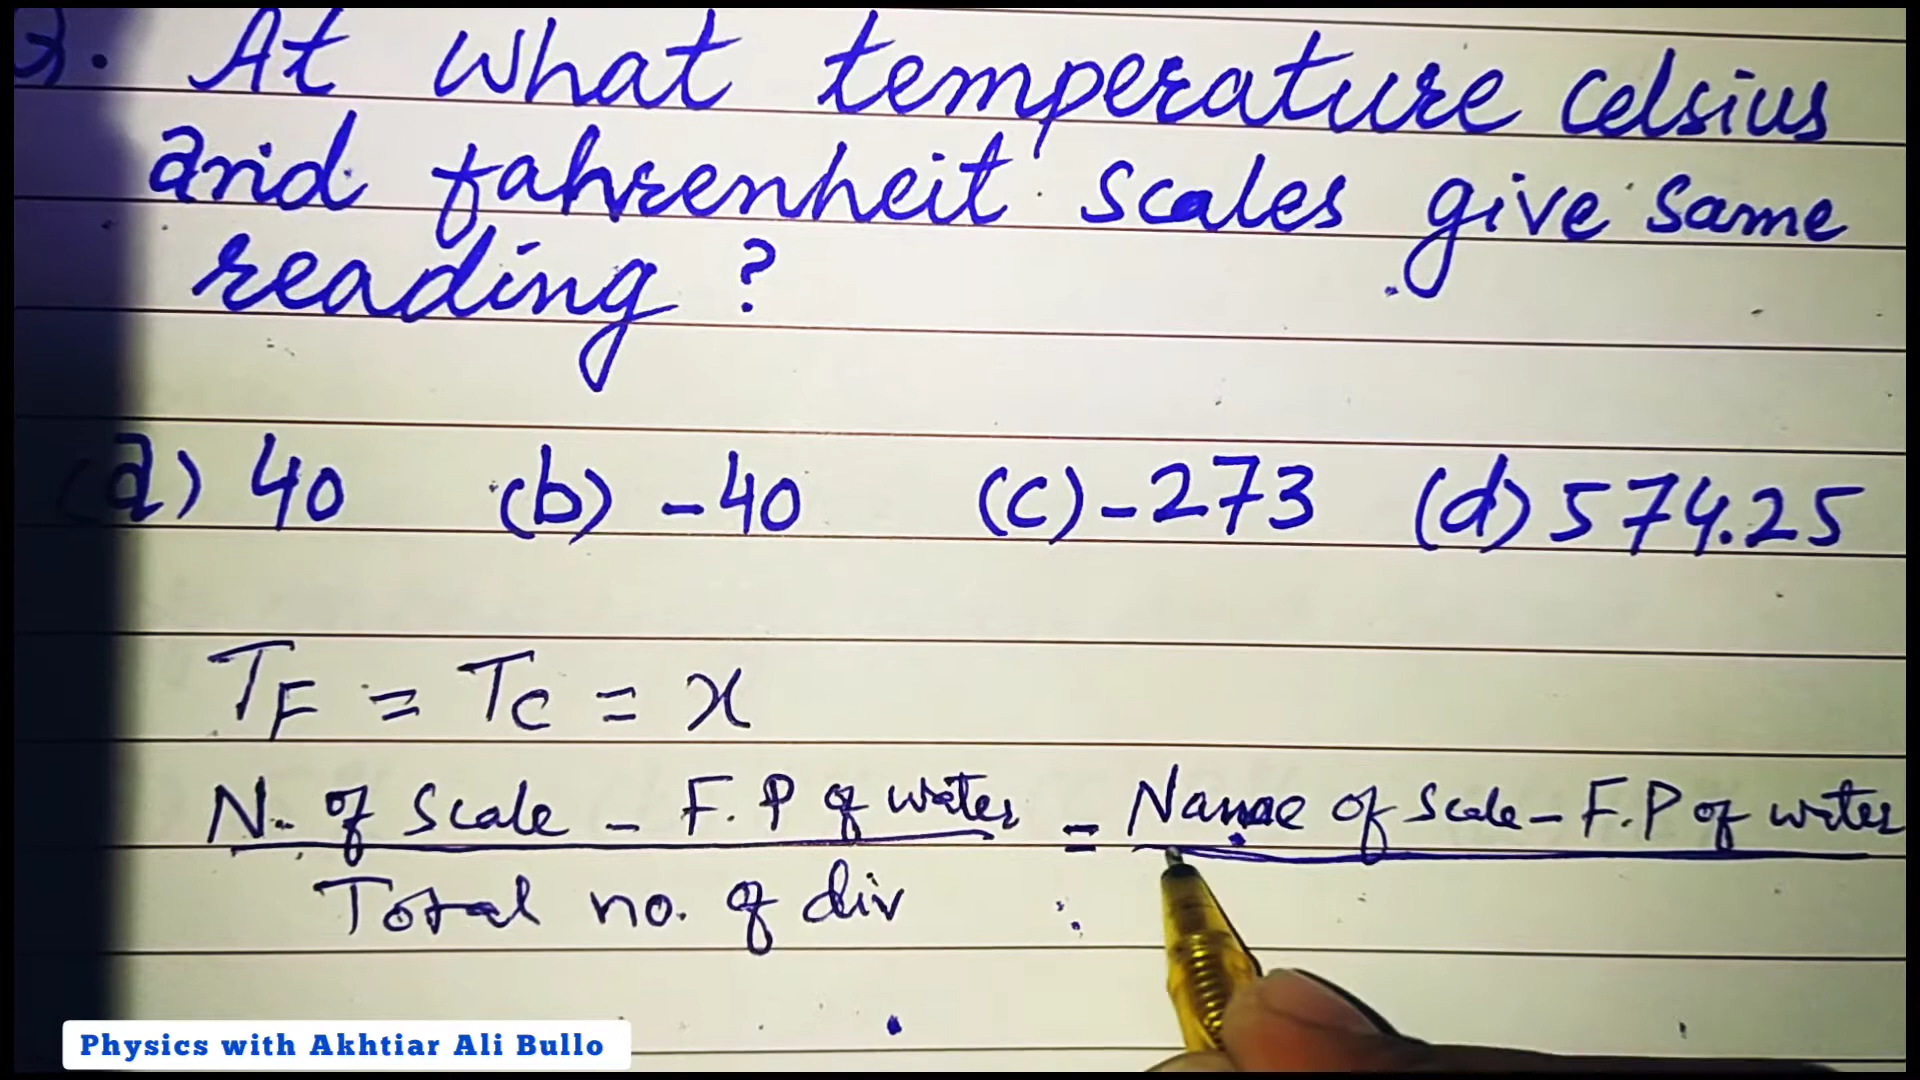 At what temperature celsius
and fahrenheit scales give same
reading ?
(a) 40 (b) -40 (c) -273 (d) 574.25
TF = Tc = x
N. of Scale - F.P of water = Name of Scale - F.P of water
Total no. of div
Physics with Akhtiar Ali Bullo